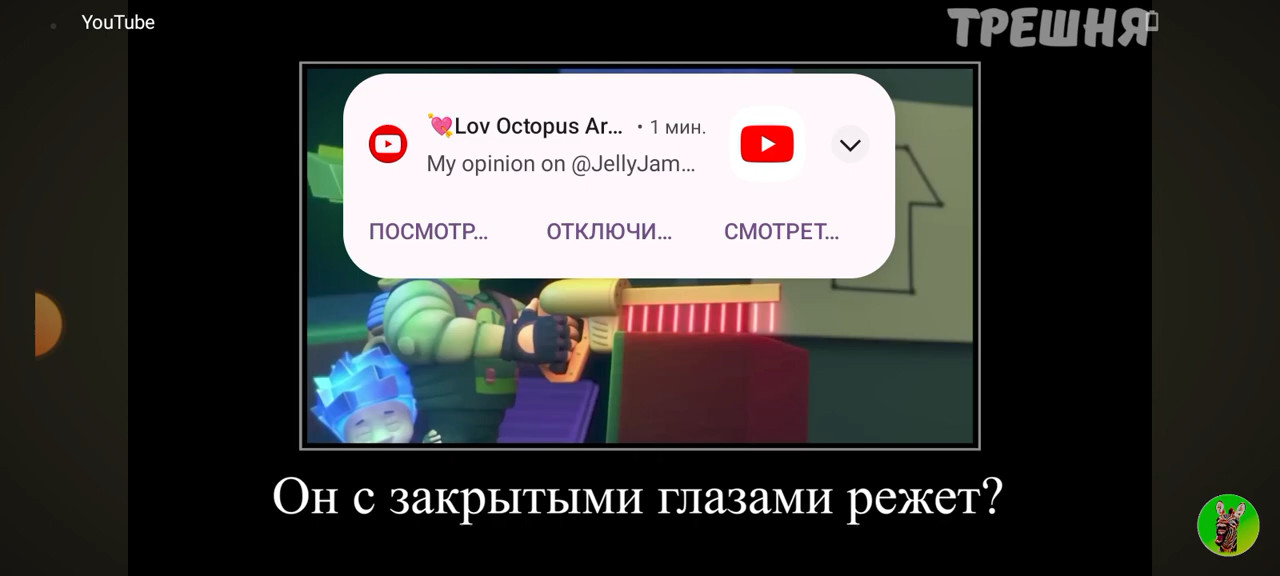 YouTube
ТРЕШНЯ
💘Lov Octopus Ar... • 1 мин.
My opinion on @JellyJam...
ПОСМОТР... ОТКЛЮЧИ... СМОТРЕТ...
Он с закрытыми глазами режет?